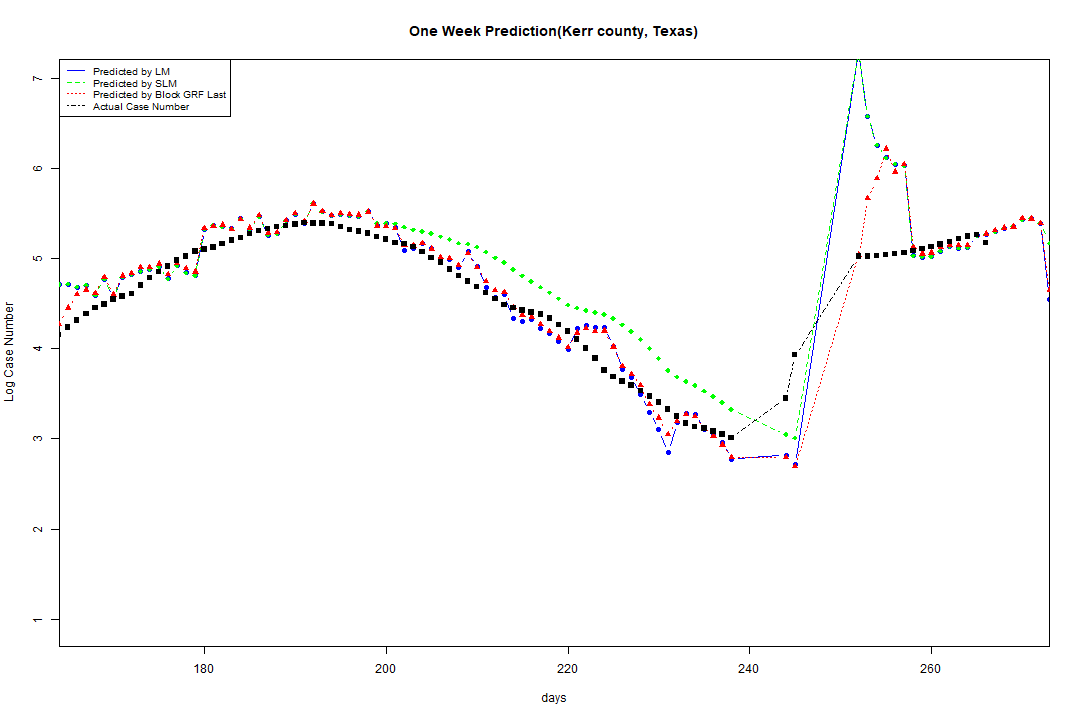 One Week Prediction(Kerr county, Texas)
Predicted by LM
Predicted by SLM
Predicted by Block GRF Last
Actual Case Number
7
6
5
4
3
2
1
Log Case Number
180 200 220 240 260
days